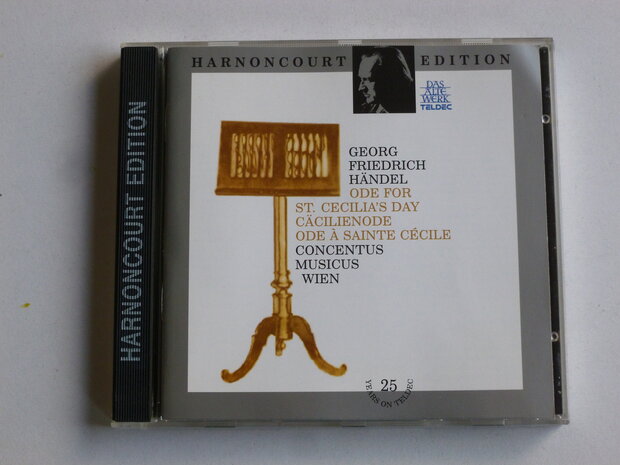 HARNONCOURT EDITION
HARNONCOURT EDITION
DAS
ALTE
WERK
TELDEC
GEORG
FRIEDRICH
HÄNDEL
ODE FOR
ST. CECILIA'S DAY
CÄCILIENODE
ODE À SAINTE CÉCILE
CONCENTUS
MUSICUS
WIEN
25
YEARS ON TELDEC